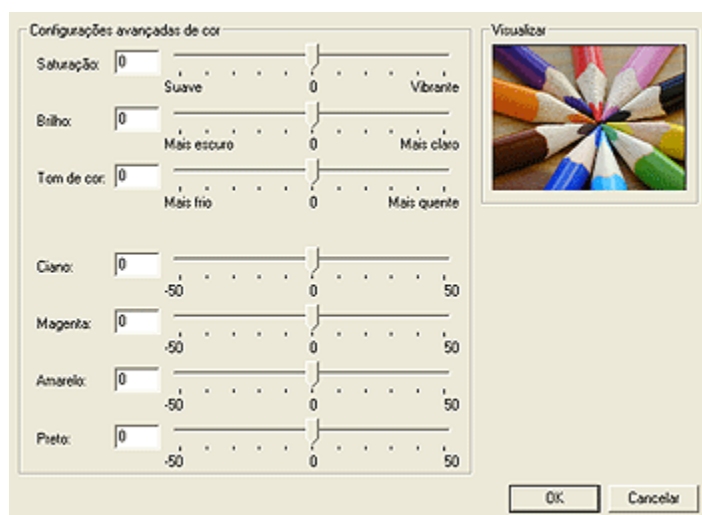 Configurações avançadas de cor
Saturação: 0
Suave 0 Vibrante
Brilho: 0
Mais escuro 0 Mais claro
Tom de cor: 0
Mais frio 0 Mais quente
Ciano: 0
-50 0 50
Magenta: 0
-50 0 50
Amarelo: 0
-50 0 50
Preto: 0
-50 0 50
Visualizar
OK Cancelar